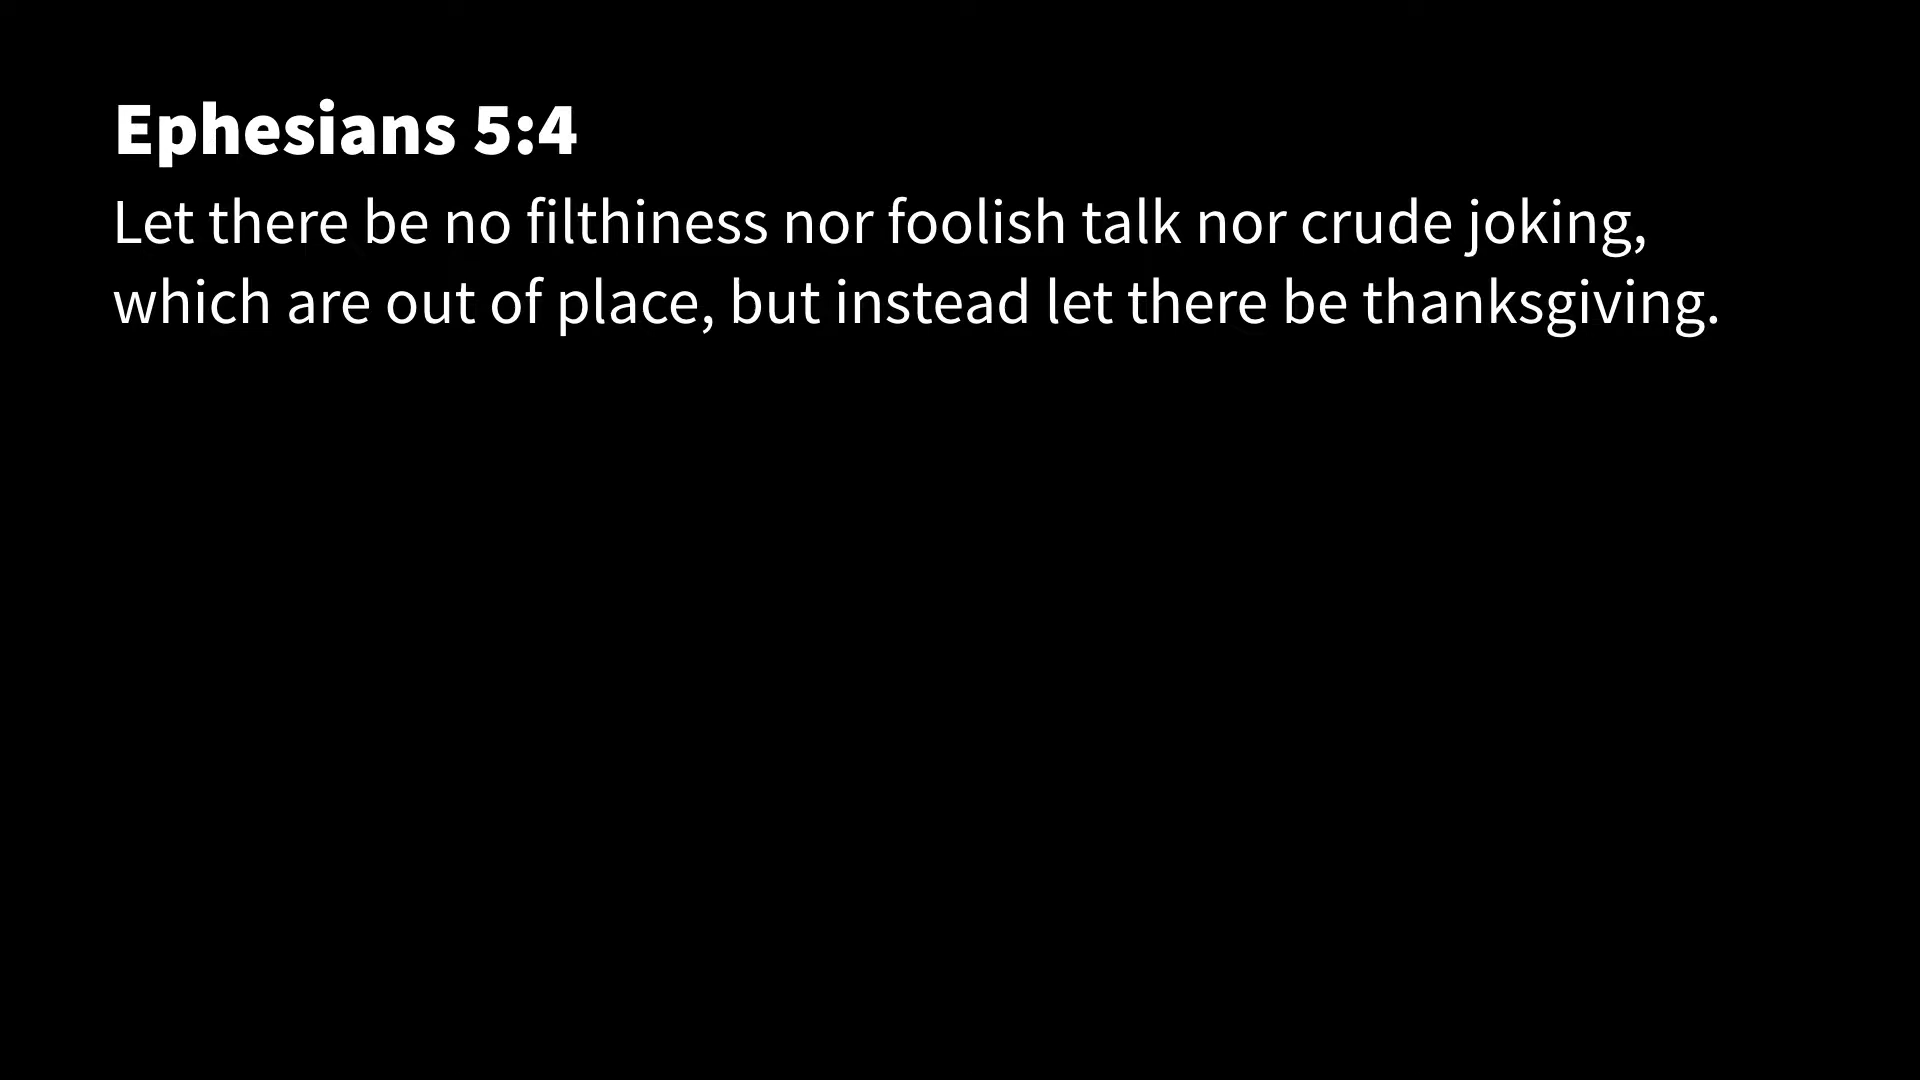 Ephesians 5:4
Let there be no filthiness nor foolish talk nor crude joking,
which are out of place, but instead let there be thanksgiving.